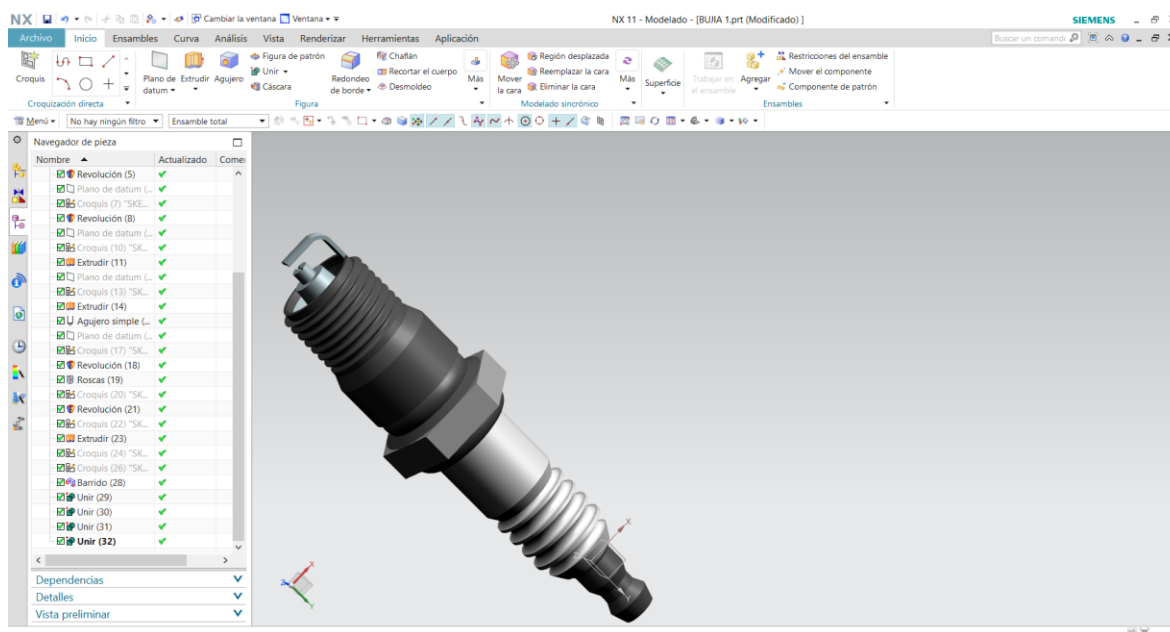 NX Cambiar la ventana Ventana NX 11 - Modelado - [BUJIA 1.prt (Modificado) ] SIEMENS
Archivo Inicio Ensambles Curva Análisis Vista Renderizar Herramientas Aplicación Buscar un comando
Croquis
Croquización directa
Plano de datum
Extrudir
Agujero
Figura de patrón
Unir
Cáscara
Redondeo de borde
Chaflán
Recortar el cuerpo
Desmoldeo
Más
Figura
Mover la cara
Región desplazada
Reemplazar la cara
Eliminar la cara
Más
Modelado sincrónico
Superficie
Trabajar en el ensamble
Agregar
Restricciones del ensamble
Mover el componente
Componente de patrón
Ensambles
Menú No hay ningún filtro Ensamble total
Navegador de pieza
Nombre Actualizado Comer
Revolución (5)
Plano de datum (...
Croquis (7) "SKE...
Revolución (8)
Plano de datum (...
Croquis (10) "SK...
Extrudir (11)
Plano de datum (...
Croquis (13) "SK...
Extrudir (14)
Agujero simple (...
Plano de datum (...
Croquis (17) "SK...
Revolución (18)
Roscas (19)
Croquis (20) "SK...
Revolución (21)
Croquis (22) "SK...
Extrudir (23)
Croquis (24) "SK...
Croquis (26) "SK...
Barrido (28)
Unir (29)
Unir (30)
Unir (31)
Unir (32)
Dependencias
Detalles
Vista preliminar
X
Z
Y
X
Y